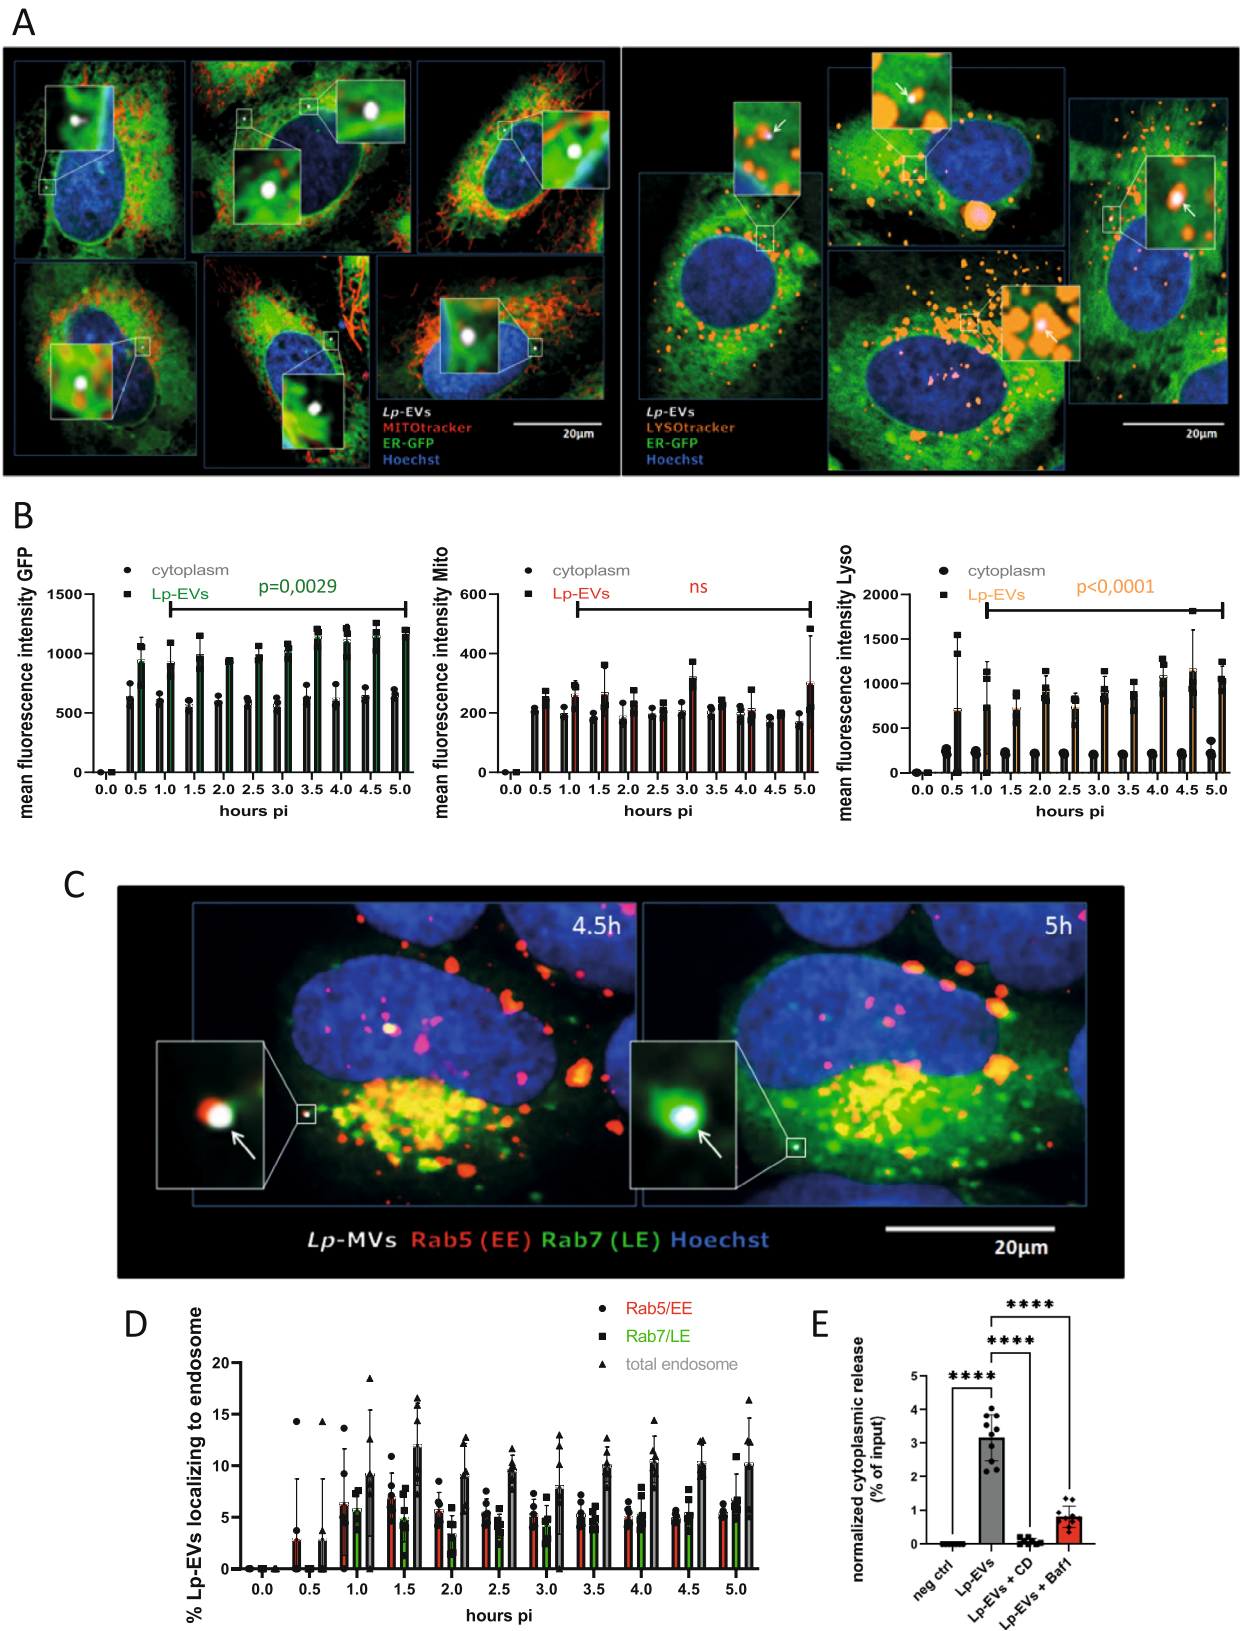 A
Lp-EVs
MITOtracker
ER-GFP
Hoechst
20µm
Lp-EVs
LYSOtracker
ER-GFP
Hoechst
20µm
B
mean fluorescence intensity GFP
cytoplasm
Lp-EVs
p=0,0029
1500
1000
500
0
0.0 0.5 1.0 1.5 2.0 2.5 3.0 3.5 4.0 4.5 5.0
hours pi
mean fluorescence intensity Mito
cytoplasm
Lp-EVs
ns
600
400
200
0
0.0 0.5 1.0 1.5 2.0 2.5 3.0 3.5 4.0 4.5 5.0
hours pi
mean fluorescence intensity Lyso
cytoplasm
Lp-EVs
p<0,0001
2000
1500
1000
500
0
0.0 0.5 1.0 1.5 2.0 2.5 3.0 3.5 4.0 4.5 5.0
hours pi
C
4.5h
5h
Lp-MVs Rab5 (EE) Rab7 (LE) Hoechst
20µm
D
% Lp-EVs localizing to endosome
Rab5/EE
Rab7/LE
total endosome
20
15
10
5
0
0.0 0.5 1.0 1.5 2.0 2.5 3.0 3.5 4.0 4.5 5.0
hours pi
E
normalized cytoplasmic release
(% of input)
****
****
****
5
4
3
2
1
0
neg ctrl
Lp-EVs
Lp-EVs + CD
Lp-EVs + Baf1